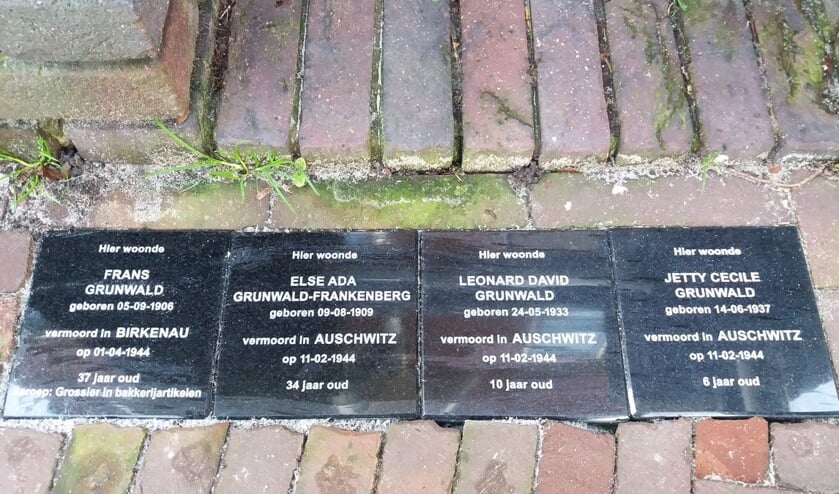 Hier woonde
FRANS
GRUNWALD
geboren 05-09-1906
vermoord in BIRKENAU
op 01-04-1944
37 jaar oud
Beroep: Grossier in bakkerijartikelen
Hier woonde
ELSE ADA
GRUNWALD-FRANKENBERG
geboren 09-08-1909
vermoord in AUSCHWITZ
op 11-02-1944
34 jaar oud
Hier woonde
LEONARD DAVID
GRUNWALD
geboren 24-05-1933
vermoord in AUSCHWITZ
op 11-02-1944
10 jaar oud
Hier woonde
JETTY CECILE
GRUNWALD
geboren 14-06-1937
vermoord in AUSCHWITZ
op 11-02-1944
6 jaar oud